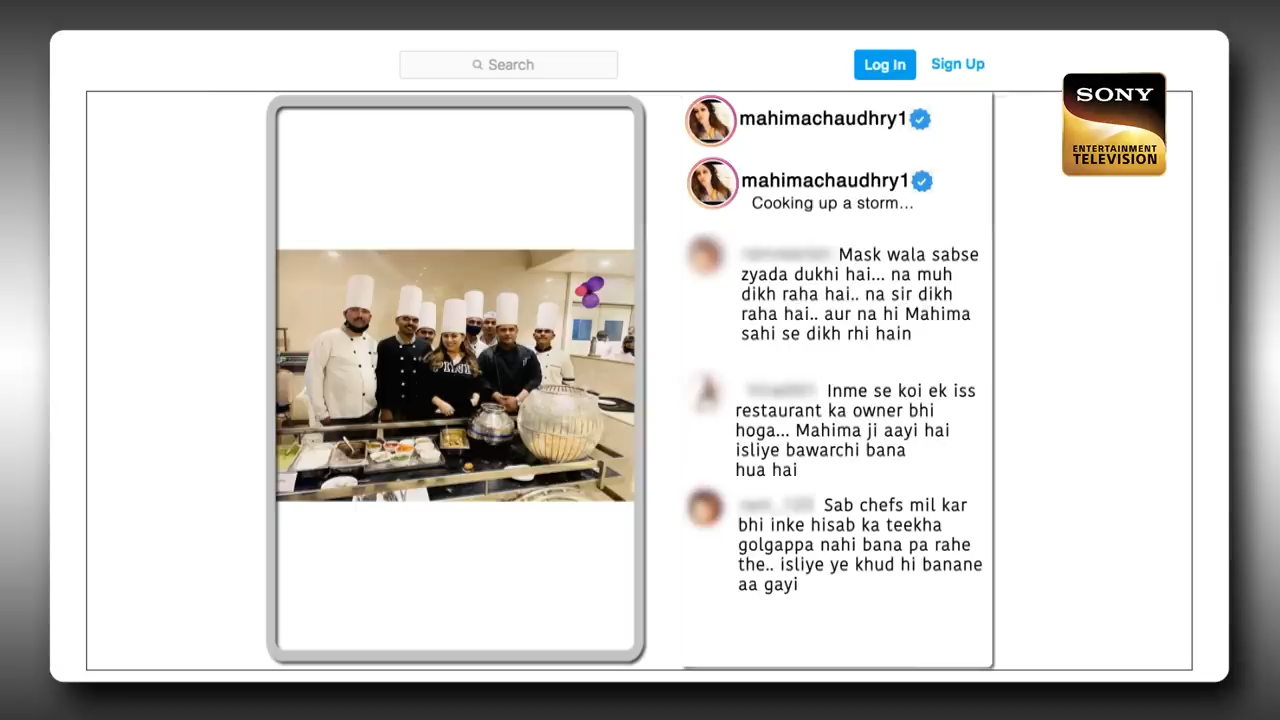 Search
Log In
Sign Up
SONY
ENTERTAINMENT
TELEVISION
mahimachaudhry1
mahimachaudhry1
Cooking up a storm...
Mask wala sabse
zyada dukhi hai... na muh
dikh raha hai.. na sir dikh
raha hai.. aur na hi Mahima
sahi se dikh rhi hain
Inme se koi ek iss
restaurant ka owner bhi
hoga... Mahima ji aayi hai
isliye bawarchi bana
hua hai
Sab chefs mil kar
bhi inke hisab ka teekha
golgappa nahi bana pa rahe
the.. isliye ye khud hi banane
aa gayi